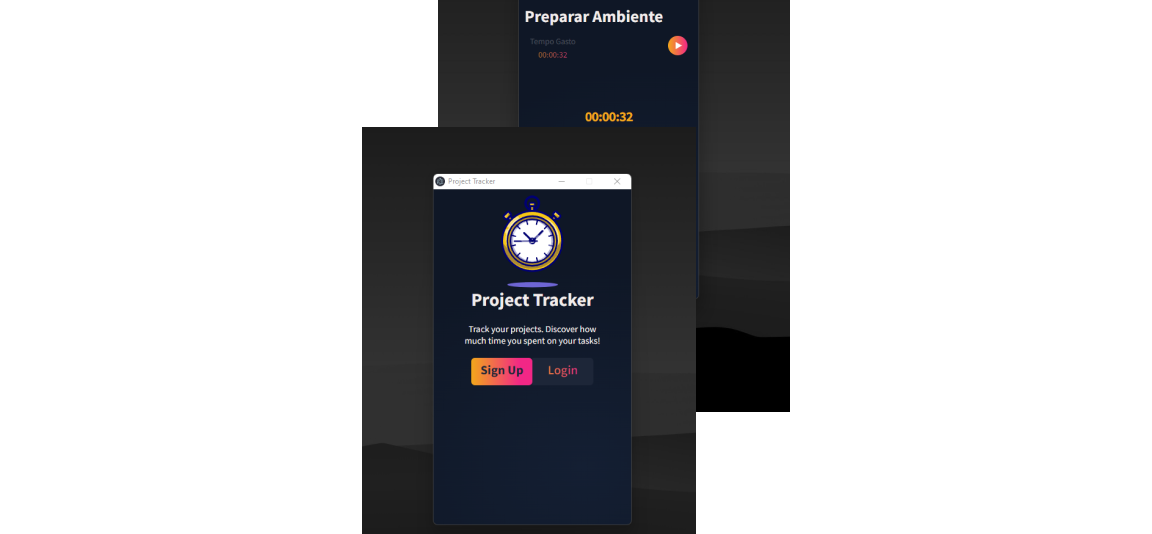 Preparar Ambiente
Tempo Gasto
00:00:32
00:00:32
Project Tracker
Project Tracker
Track your projects. Discover how
much time you spent on your tasks!
Sign Up
Login